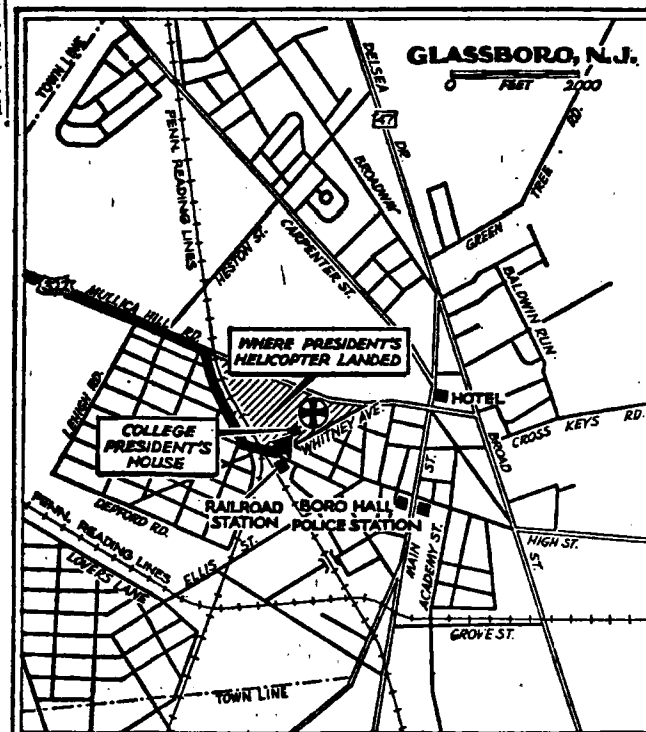 GLASSBORO, N.J.
0 FEET 2000
TOWN LINE
PENN. READING LINES
DELSEA DR.
47
BROADWAY
GREEN TREE RD.
HESTON ST.
CARPENTER ST.
BALDWIN RUN
322
MULLICA HILL RD.
WHERE PRESIDENT'S
HELICOPTER LANDED
HOTEL
LEHIGH RD.
COLLEGE
PRESIDENT'S
HOUSE
WHITNEY AVE.
CROSS KEYS RD.
BROAD ST.
RAILROAD
STATION
BORO HALL
POLICE STATION
MAIN ST.
ACADEMY ST.
HIGH ST.
DEPFORD RD.
PENN. READING LINES
LOVERS LANE
ELLIS ST.
GROVE ST.
TOWN LINE